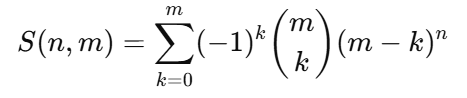 S(n, m) = \sum_{k=0}^{m} (-1)^k \binom{m}{k} (m - k)^n